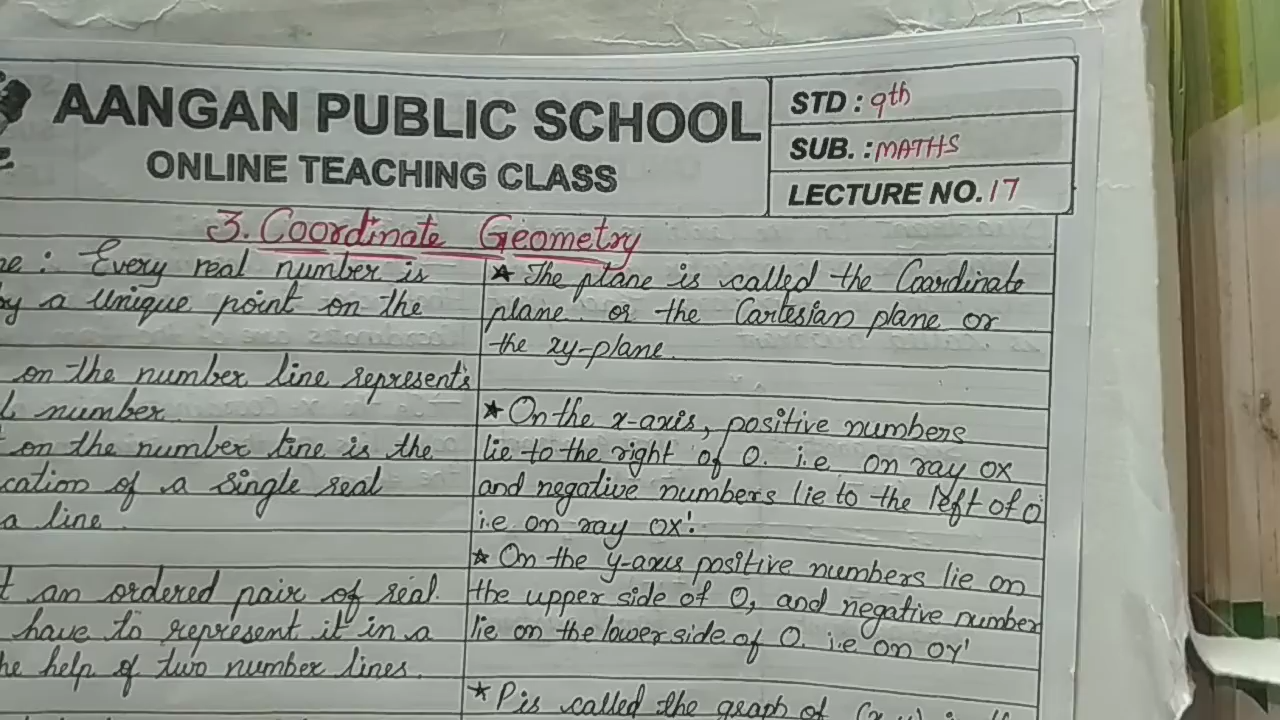 AANGAN PUBLIC SCHOOL
ONLINE TEACHING CLASS
STD : 9th
SUB. : MATHS
LECTURE NO. 17
3. Coordinate Geometry
: Every real number is
a unique point on the
on the number line represents
number
on the number line is the
of a single real
a line.
an ordered pair of real
have to represent it in a
help of two number lines.
★ The plane is called the Coordinate
plane. or the Cartesian plane or
the xy-plane.
★ On the x-axis, positive numbers
lie to the right of O. i.e on ray OX
and negative numbers lie to the left of O
i.e on ray OX'.
★ On the y-axis positive numbers lie on
the upper side of O, and negative number
lie on the lower side of O. i.e on OY'
★ P is called the graph of